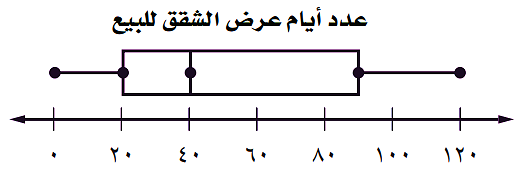 عدد أيام عرض الشقق للبيع
٠ ٢٠ ٤٠ ٦٠ ٨٠ ١٠٠ ١٢٠